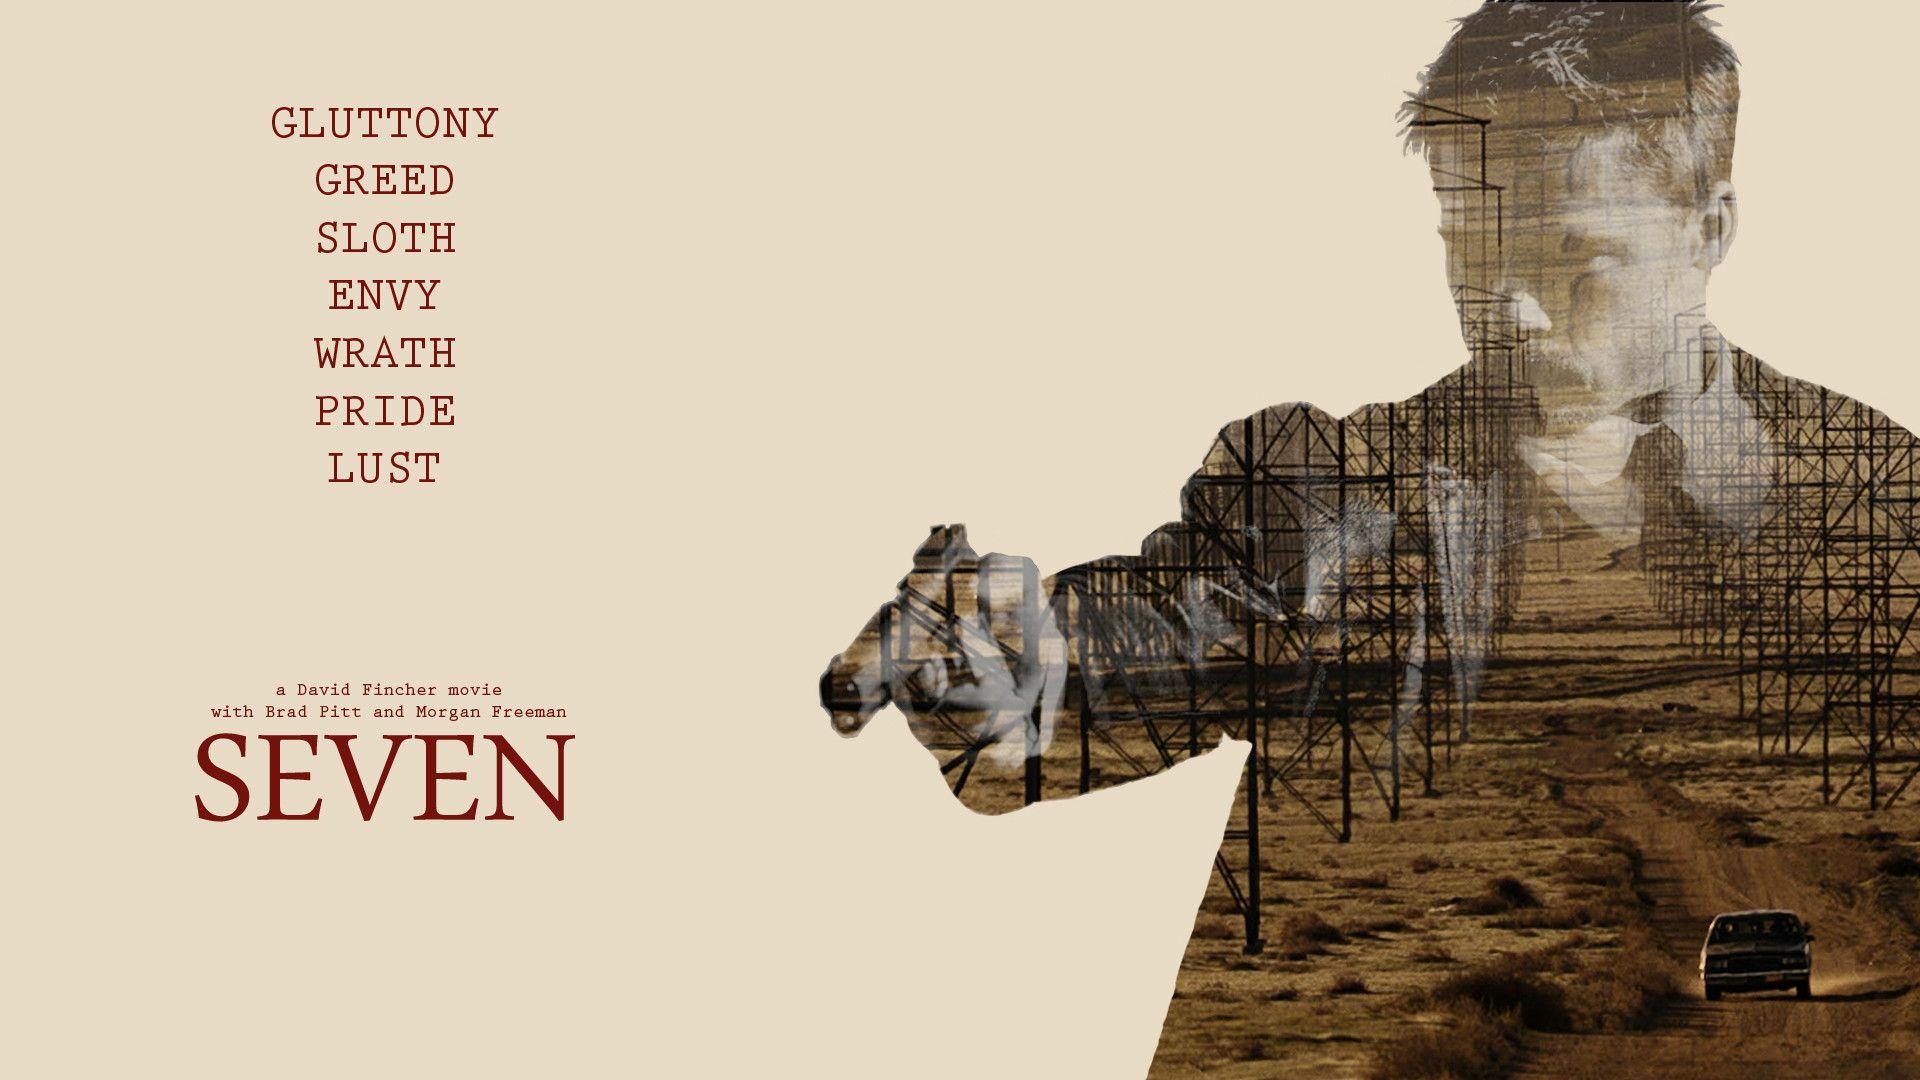 GLUTTONY
GREED
SLOTH
ENVY
WRATH
PRIDE
LUST
a David Fincher movie
with Brad Pitt and Morgan Freeman
SEVEN